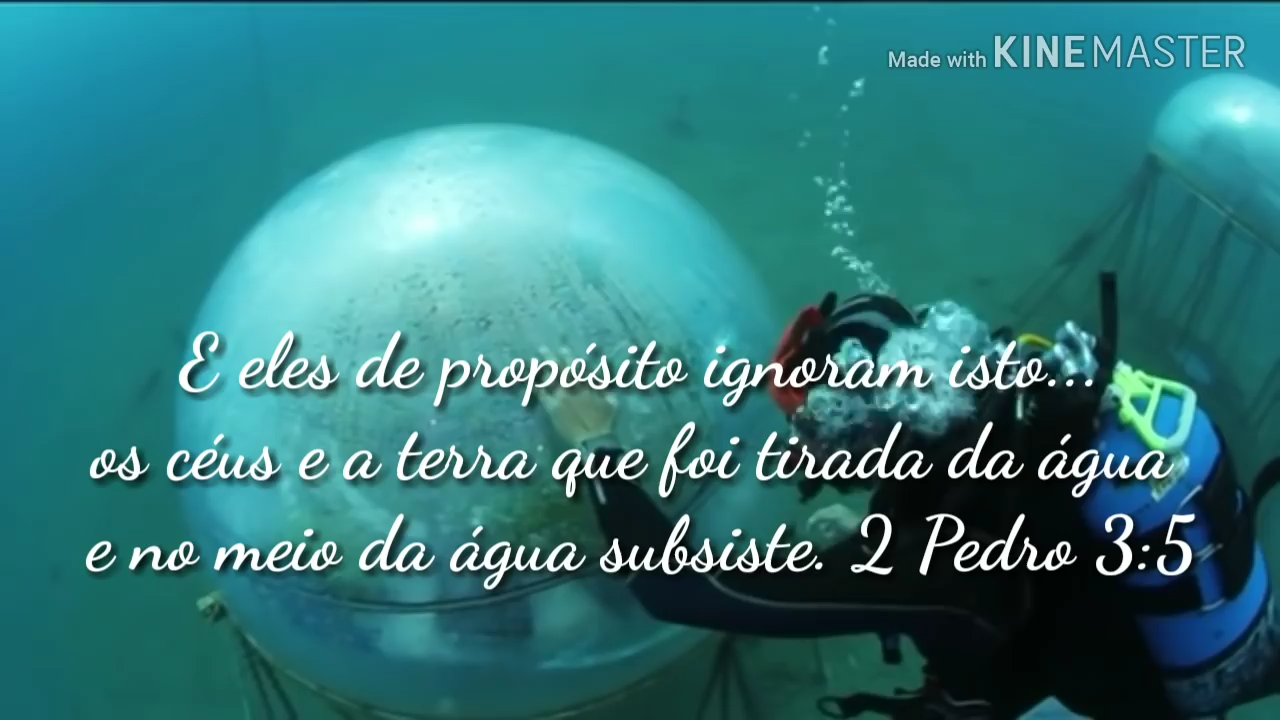 Made with KINEMASTER
E eles de propósito ignoram isto...
os céus e a terra que foi tirada da água
e no meio da água subsiste. 2 Pedro 3:5